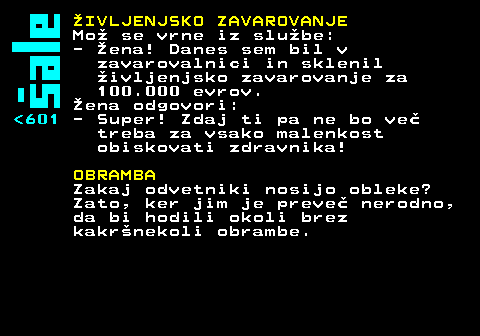 Šale
<601
ŽIVLJENJSKO ZAVAROVANJE
Mož se vrne iz službe:
- Žena! Danes sem bil v
zavarovalnici in sklenil
življenjsko zavarovanje za
100.000 evrov.
Žena odgovori:
- Super! Zdaj ti pa ne bo več
treba za vsako malenkost
obiskovati zdravnika!
OBRAMBA
Zakaj odvetniki nosijo obleke?
Zato, ker jim je preveč nerodno,
da bi hodili okoli brez
kakršnekoli obrambe.